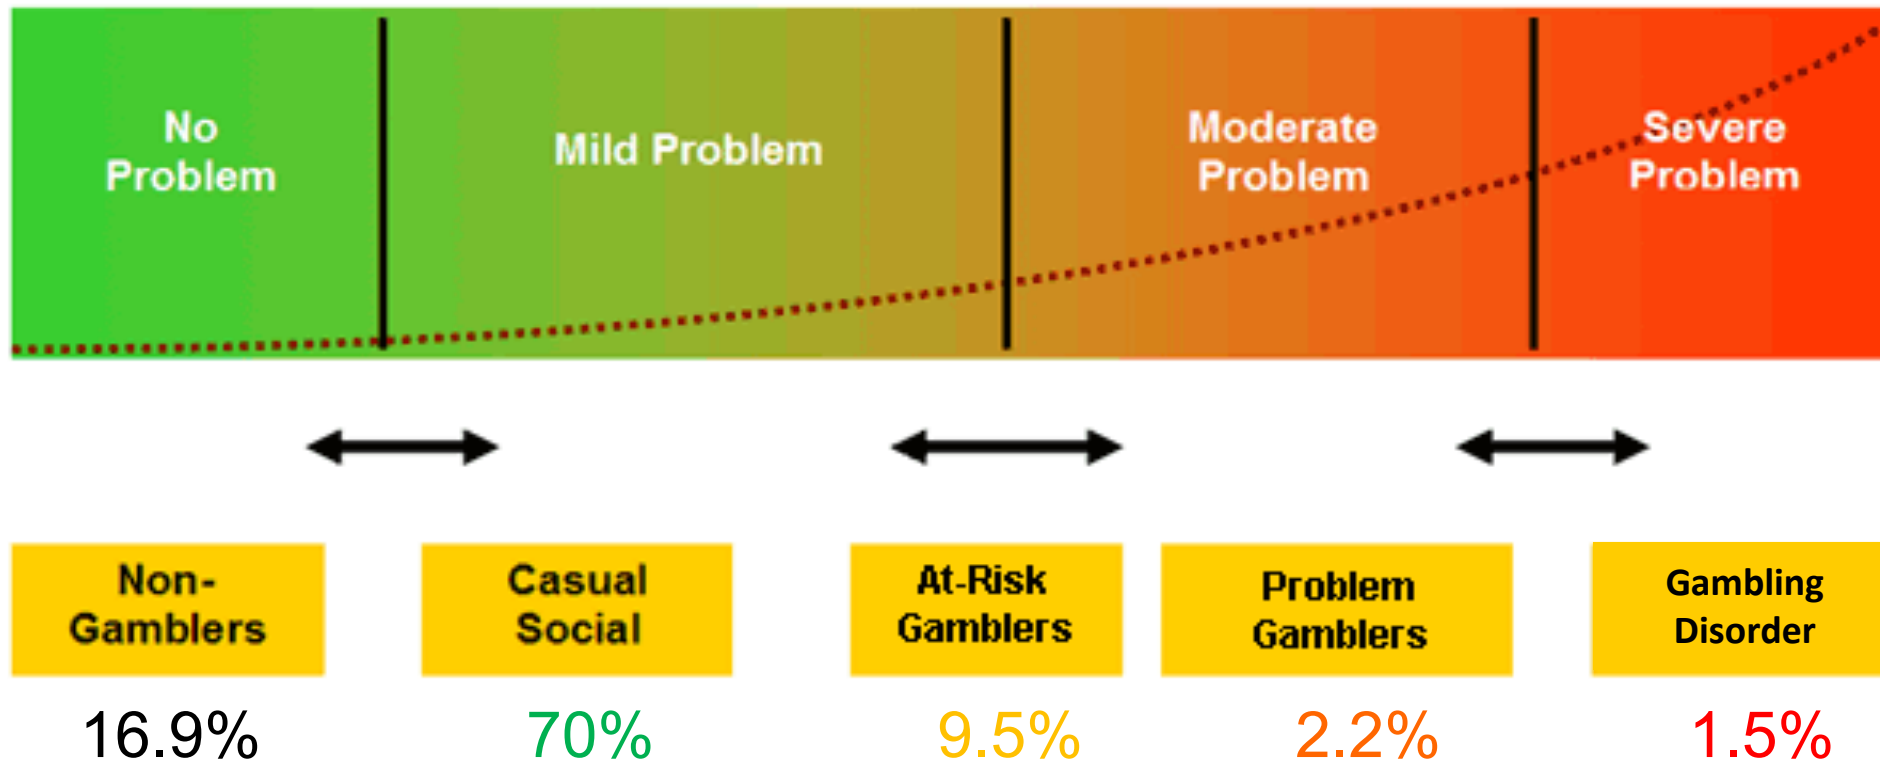 No
Problem
Mild Problem
Moderate
Problem
Severe
Problem
Non-
Gamblers
Casual
Social
At-Risk
Gamblers
Problem
Gamblers
Gambling
Disorder
16.9%
70%
9.5%
2.2%
1.5%